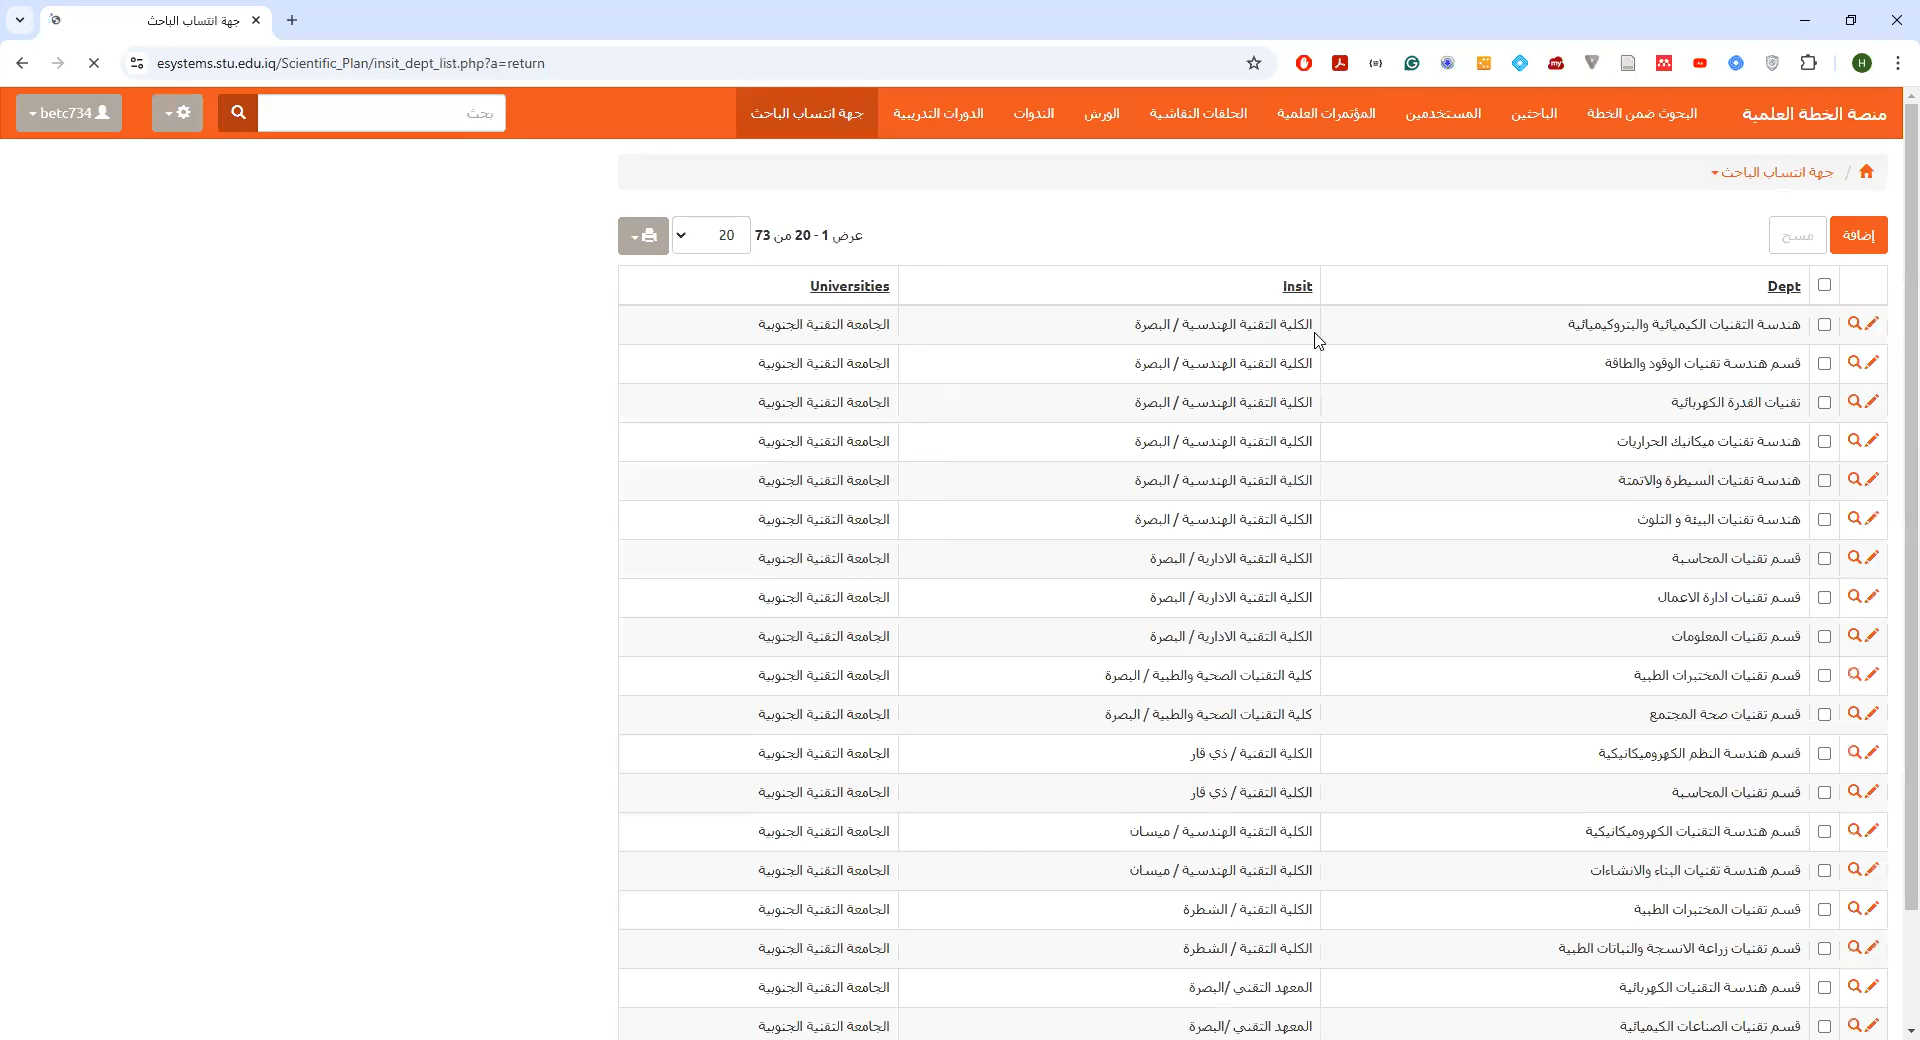 جهة انتساب الباحث
esystems.stu.edu.iq/Scientific_Plan/insit_dept_list.php?a=return
منصة الخطة العلمية البحوث ضمن الخطة الباحثين المستخدمين المؤتمرات العلمية الحلقات النقاشية الورش الندوات الدورات التدريبية جهة انتساب الباحث بحث betc734
/ جهة انتساب الباحث
إضافة مسح عرض 1 - 20 من 73 20
Dept Insit Universities
هندسة التقنيات الكيميائية والبتروكيميائية الكلية التقنية الهندسية / البصرة الجامعة التقنية الجنوبية
قسم هندسة تقنيات الوقود والطاقة الكلية التقنية الهندسية / البصرة الجامعة التقنية الجنوبية
تقنيات القدرة الكهربائية الكلية التقنية الهندسية / البصرة الجامعة التقنية الجنوبية
هندسة تقنيات ميكانيك الحراريات الكلية التقنية الهندسية / البصرة الجامعة التقنية الجنوبية
هندسة تقنيات السيطرة والاتمتة الكلية التقنية الهندسية / البصرة الجامعة التقنية الجنوبية
هندسة تقنيات البيئة و التلوث الكلية التقنية الهندسية / البصرة الجامعة التقنية الجنوبية
قسم تقنيات المحاسبة الكلية التقنية الادارية / البصرة الجامعة التقنية الجنوبية
قسم تقنيات ادارة الاعمال الكلية التقنية الادارية / البصرة الجامعة التقنية الجنوبية
قسم تقنيات المعلومات الكلية التقنية الادارية / البصرة الجامعة التقنية الجنوبية
قسم تقنيات المختبرات الطبية كلية التقنيات الصحية والطبية / البصرة الجامعة التقنية الجنوبية
قسم تقنيات صحة المجتمع كلية التقنيات الصحية والطبية / البصرة الجامعة التقنية الجنوبية
قسم هندسة النظم الكهروميكانيكية الكلية التقنية / ذي قار الجامعة التقنية الجنوبية
قسم تقنيات المحاسبة الكلية التقنية / ذي قار الجامعة التقنية الجنوبية
قسم هندسة التقنيات الكهروميكانيكية الكلية التقنية الهندسية / ميسان الجامعة التقنية الجنوبية
قسم هندسة تقنيات البناء والانشاءات الكلية التقنية الهندسية / ميسان الجامعة التقنية الجنوبية
قسم تقنيات المختبرات الطبية الكلية التقنية / الشطرة الجامعة التقنية الجنوبية
قسم تقنيات زراعة الانسجة والنباتات الطبية الكلية التقنية / الشطرة الجامعة التقنية الجنوبية
قسم هندسة التقنيات الكهربائية المعهد التقني /البصرة الجامعة التقنية الجنوبية
قسم تقنيات الصناعات الكيميائية المعهد التقني /البصرة الجامعة التقنية الجنوبية